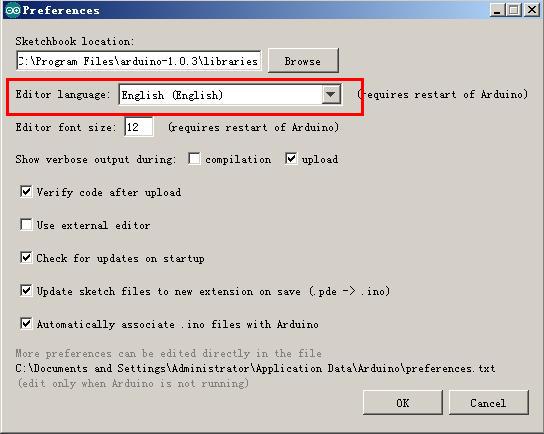 Preferences
Sketchbook location:
C:\Program Files\arduino-1.0.3\libraries Browse
Editor language: English (English) (requires restart of Arduino)
Editor font size: 12 (requires restart of Arduino)
Show verbose output during: compilation upload
Verify code after upload
Use external editor
Check for updates on startup
Update sketch files to new extension on save (.pde -> .ino)
Automatically associate .ino files with Arduino
More preferences can be edited directly in the file
C:\Documents and Settings\Administrator\Application Data\Arduino\preferences.txt
(edit only when Arduino is not running)
OK Cancel